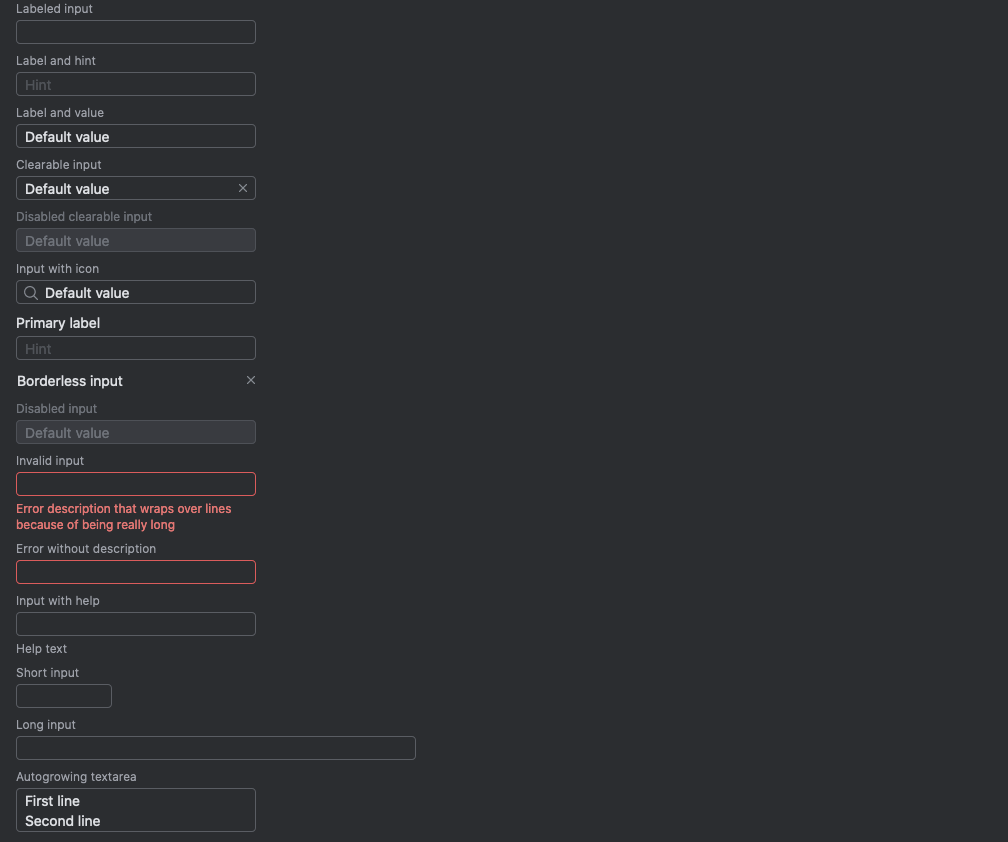 Labeled input
Label and hint
Hint
Label and value
Default value
Clearable input
Default value
Disabled clearable input
Default value
Input with icon
Default value
Primary label
Hint
Borderless input
Disabled input
Default value
Invalid input
Error description that wraps over lines
because of being really long
Error without description
Input with help
Help text
Short input
Long input
Autogrowing textarea
First line
Second line